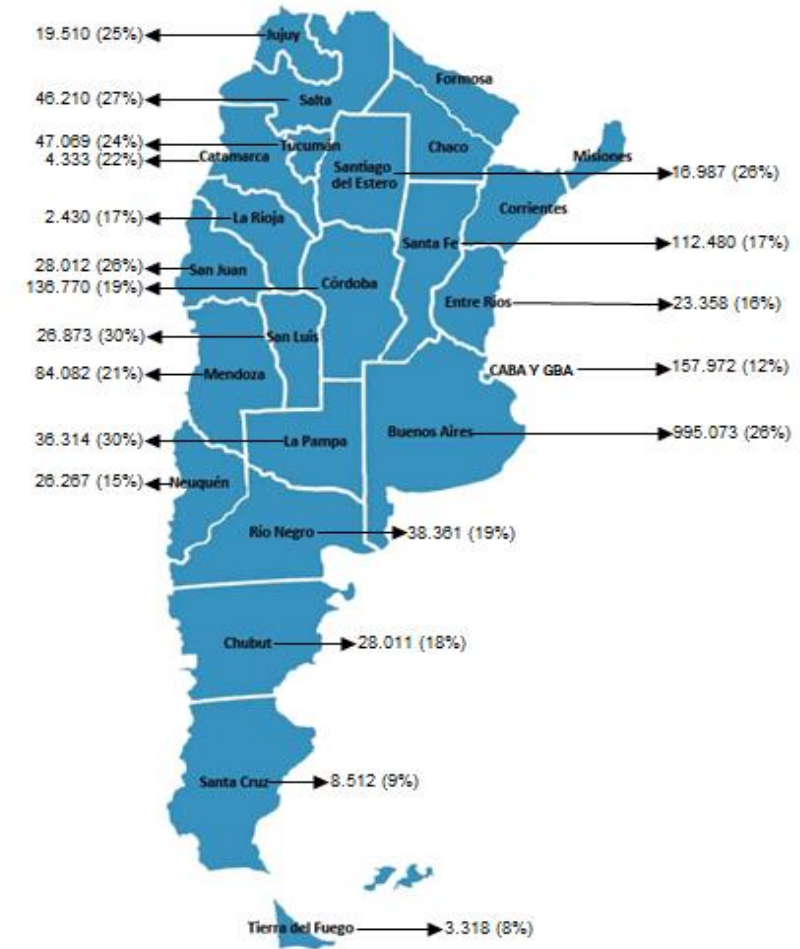 19.510 (25%)
Jujuy
Formosa
46.210 (27%)
Salta
47.069 (24%)
Tucumán
Chaco
4.333 (22%)
Catamarca
Misiones
Santiago
del Estero
16.987 (26%)
2.430 (17%)
La Rioja
Corrientes
Santa Fe
112.480 (17%)
28.012 (26%)
San Juan
136.770 (19%)
Córdoba
Entre Ríos
23.358 (16%)
26.873 (30%)
San Luis
CABA Y GBA
157.972 (12%)
84.082 (21%)
Mendoza
36.314 (30%)
La Pampa
Buenos Aires
995.073 (26%)
26.267 (15%)
Neuquén
Río Negro
38.361 (19%)
Chubut
28.011 (18%)
Santa Cruz
8.512 (9%)
Tierra del Fuego
3.318 (8%)